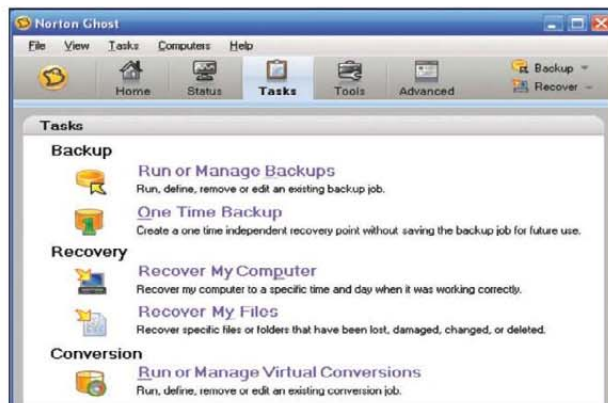 Norton Ghost
File View Tasks Computers Help
Home Status Tasks Tools Advanced Backup Recover
Tasks
Backup
Run or Manage Backups
Run, define, remove or edit an existing backup job.
One Time Backup
Create a one time independent recovery point without saving the backup job for future use.
Recovery
Recover My Computer
Recover my computer to a specific time and day when it was working correctly.
Recover My Files
Recover specific files or folders that have been lost, damaged, changed, or deleted.
Conversion
Run or Manage Virtual Conversions
Run, define, remove or edit an existing conversion job.